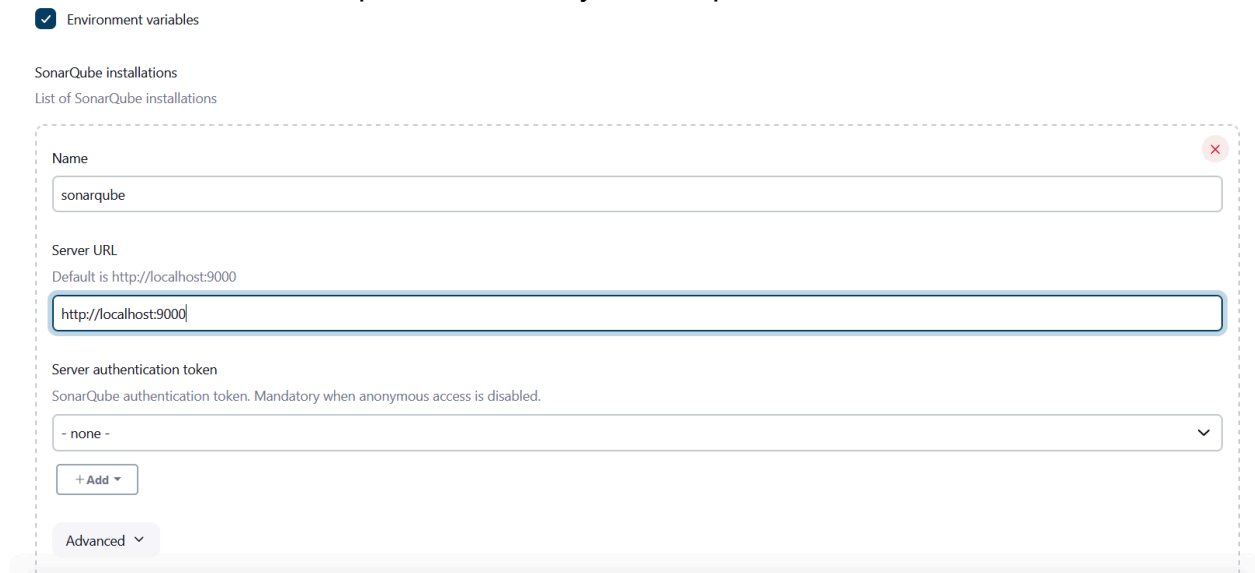 Environment variables
SonarQube installations
List of SonarQube installations
Name
sonarqube
Server URL
Default is http://localhost:9000
http://localhost:9000
Server authentication token
SonarQube authentication token. Mandatory when anonymous access is disabled.
- none -
+ Add
Advanced